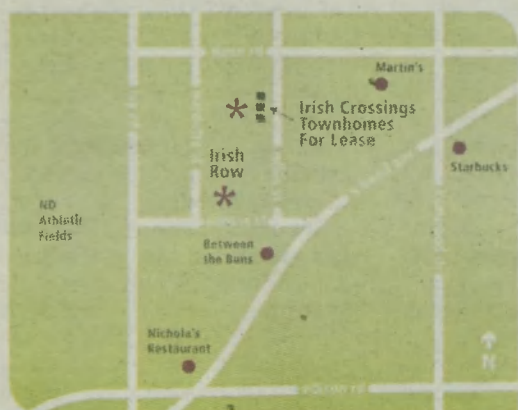 Martin's
Irish Crossings
Townhomes
For Lease
Irish
Row
Starbucks
ND
Athletic
Fields
Between
the Buns
Nichola's
Restaurant
N